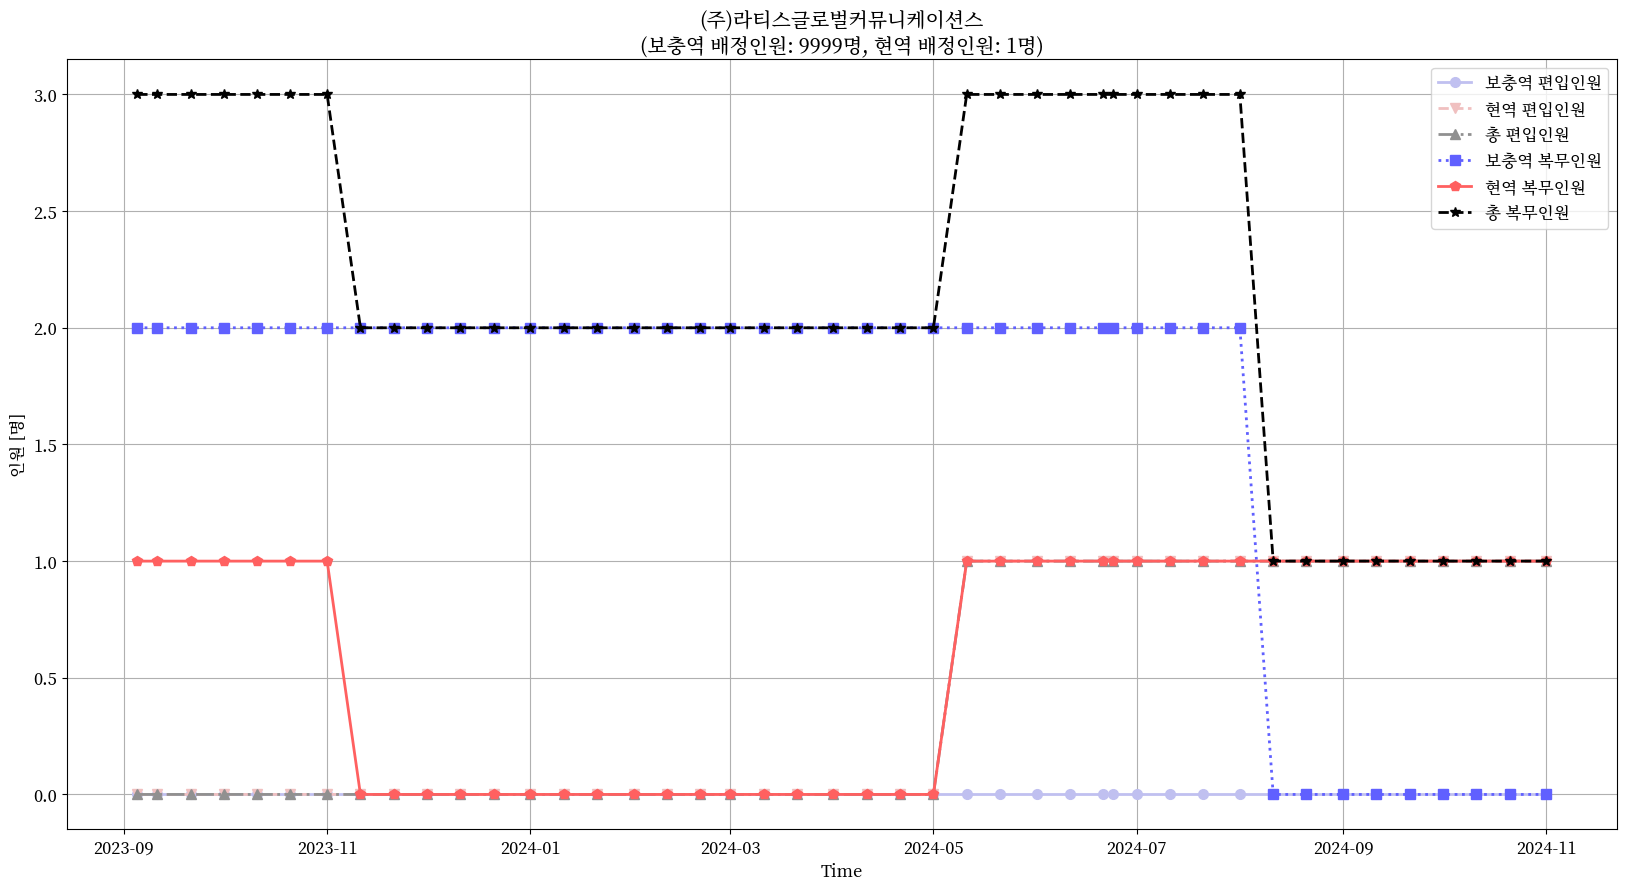 (주)라티스글로벌커뮤니케이션스
(보충역 배정인원: 9999명, 현역 배정인원: 1명)
보충역 편입인원
현역 편입인원
총 편입인원
보충역 복무인원
현역 복무인원
총 복무인원
인원 [명]
3.0
2.5
2.0
1.5
1.0
0.5
0.0
2023-09 2023-11 2024-01 2024-03 2024-05 2024-07 2024-09 2024-11
Time